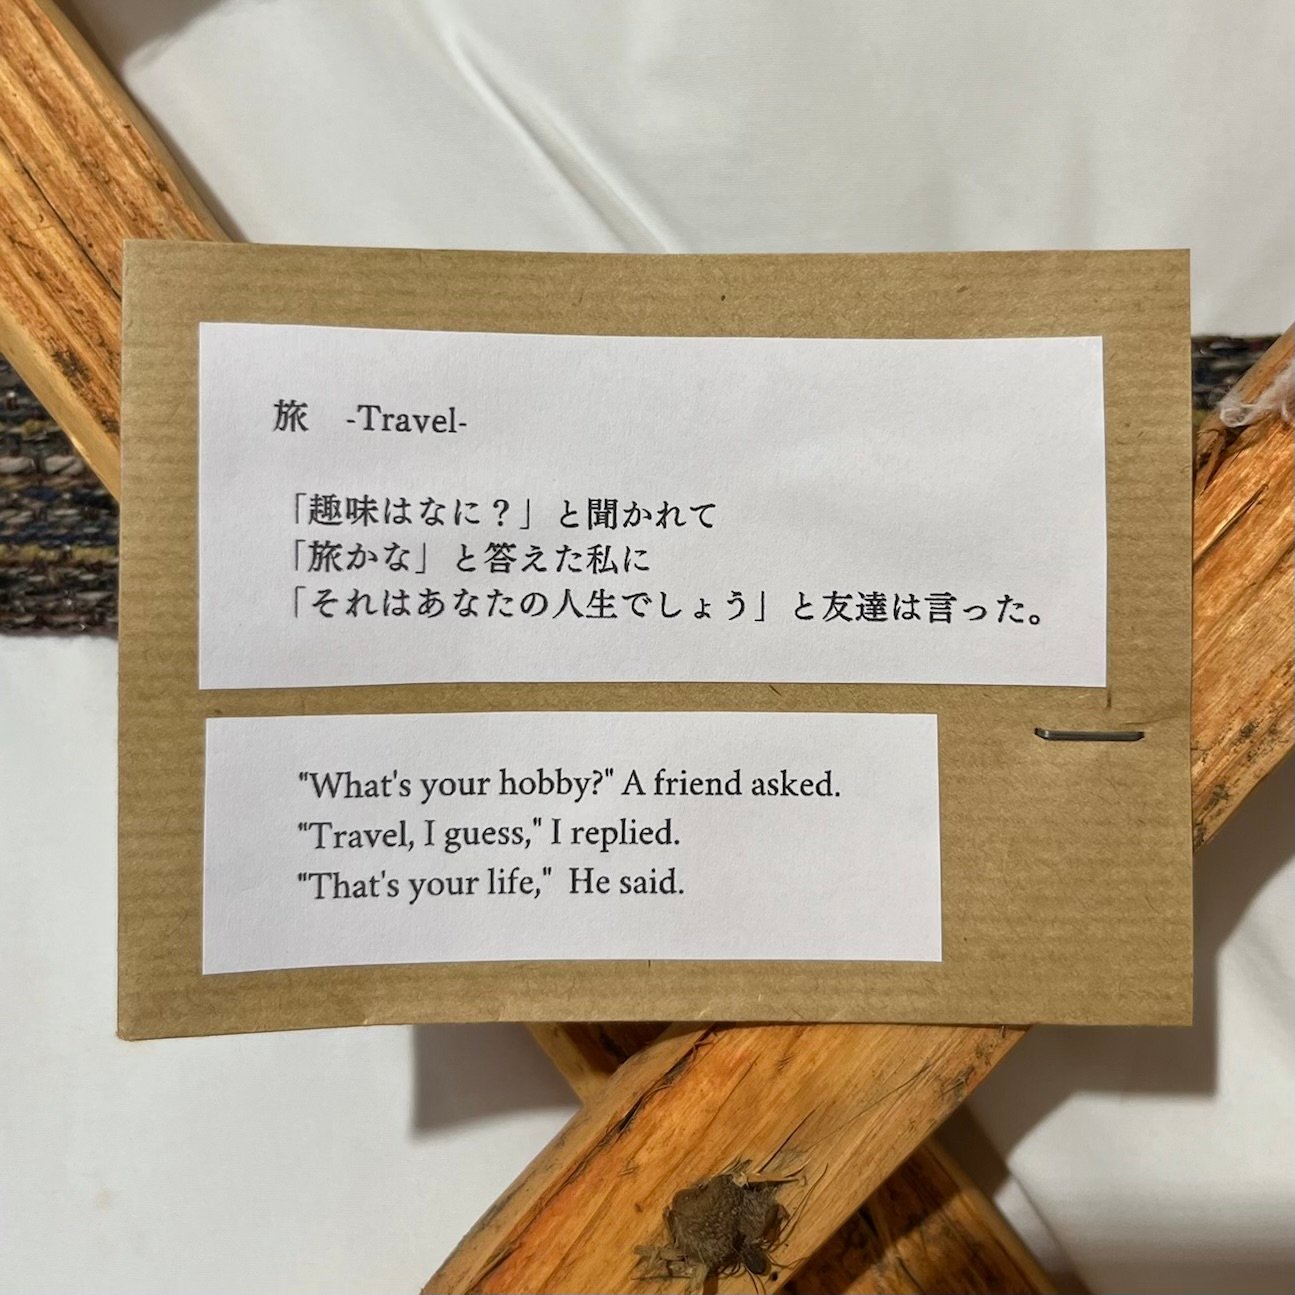 旅　-Travel-
「趣味はなに？」と聞かれて
「旅かな」と答えた私に
「それはあなたの人生でしょう」と友達は言った。
"What's your hobby?" A friend asked.
"Travel, I guess," I replied.
"That's your life,"  He said.